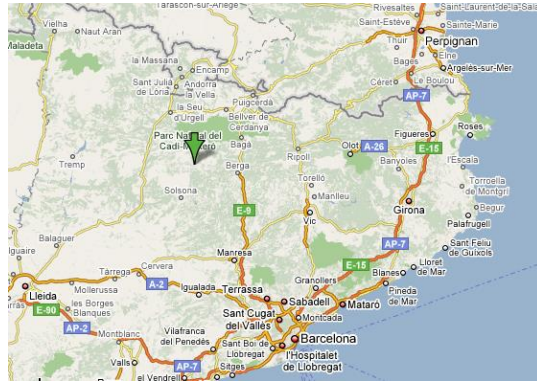 Tarascon-sur-Ariège
Rivesaltes
Saint-Laurent-de-la-Sala
Saint-Estève
Sainte-Marie
Vielha
Naut Aran
Perpignan
Thuir
Maladeta
la Massana
Encamp
Bages
Elne
Argelès-sur-Mer
Sant Julià
de Lòria
Andorra
la Vella
Céret
Le Boulou
la Seu
d'Urgell
Puigcerdà
AP-7
Bellver de
Cerdanya
Parc Natural del
Cadí-Moixeró
Figueres
Roses
Bagà
Olot
A-26
E-15
Tremp
Berga
Ripoll
Banyoles
l'Escala
Solsona
Torelló
Torroella
de Montgrí
Manlleu
Begur
E-9
Vic
Girona
Palafrugell
Balaguer
Manresa
AP-7
Sant Feliu
de Guíxols
Cervera
E-15
Lloret
de Mar
Tàrrega
Granollers
Blanes
Mollerussa
A-2
Igualada
Terrassa
Pineda
de Mar
Lleida
Sabadell
Mataró
les Borges
Blanques
E-90
Sant Cugat
del Vallès
Montcada
AP-2
Montblanc
Vilafranca
del Penedès
Barcelona
Sant Boi de
Llobregat
l'Hospitalet
de Llobregat
Valls
AP-7
Sitges
el Vendrell